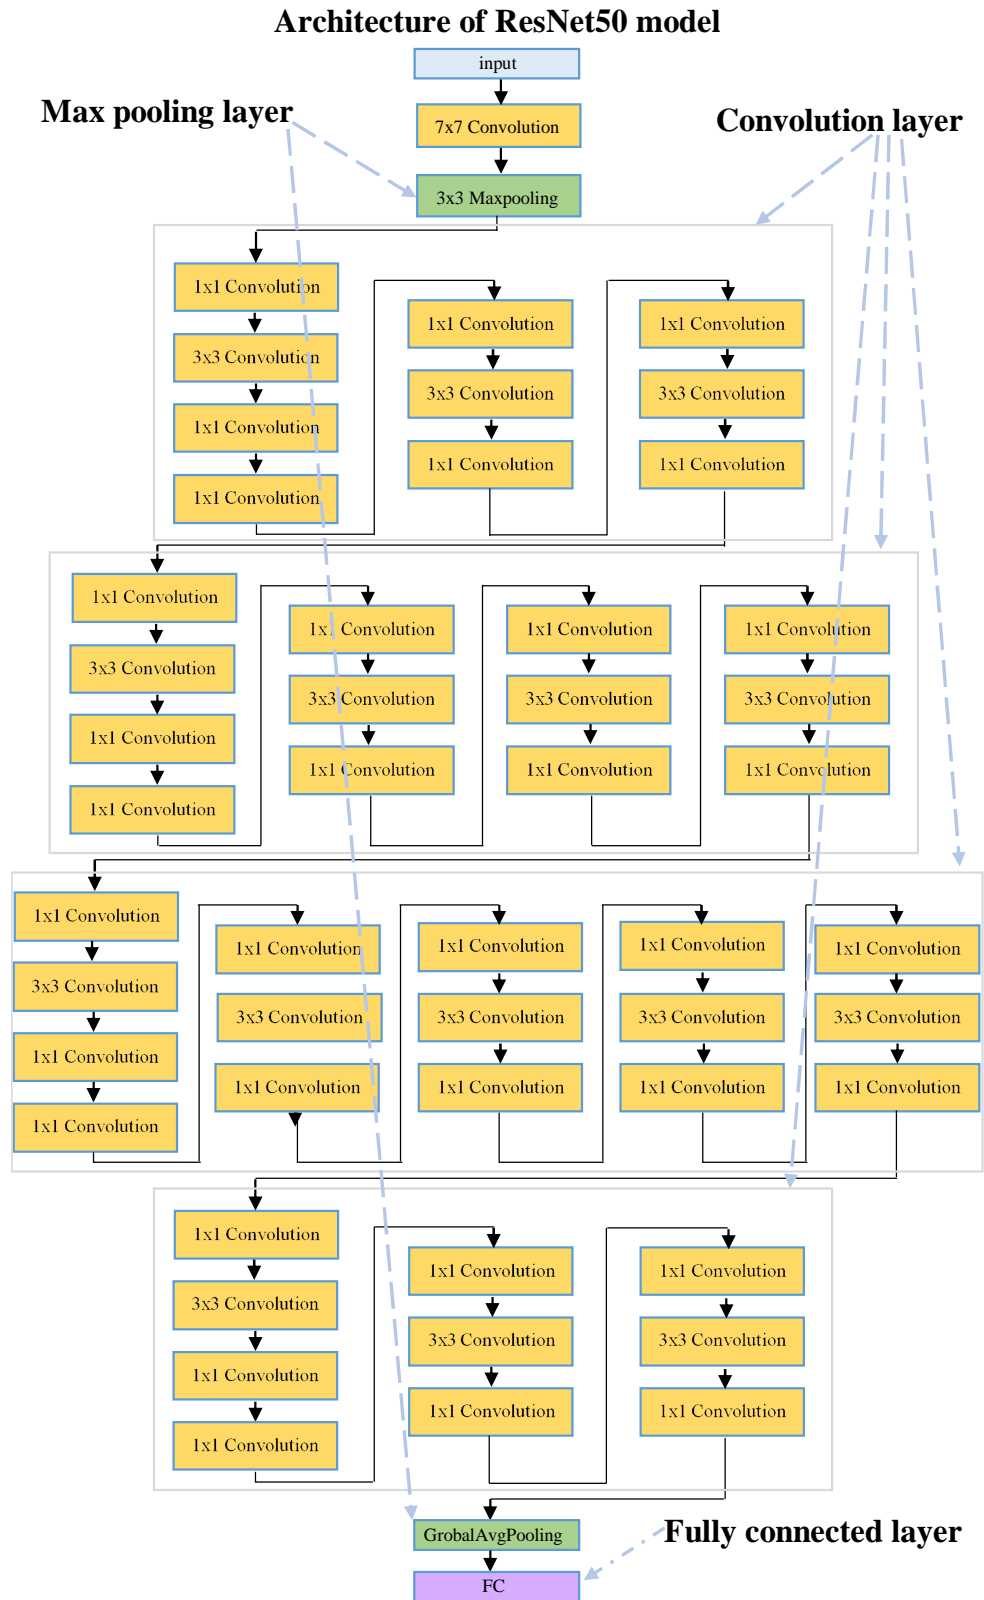 Architecture of ResNet50 model
input
Max pooling layer
7x7 Convolution
Convolution layer
3x3 Maxpooling
1x1 Convolution
3x3 Convolution
1x1 Convolution
1x1 Convolution
1x1 Convolution
3x3 Convolution
1x1 Convolution
1x1 Convolution
3x3 Convolution
1x1 Convolution
1x1 Convolution
3x3 Convolution
1x1 Convolution
1x1 Convolution
1x1 Convolution
3x3 Convolution
1x1 Convolution
1x1 Convolution
3x3 Convolution
1x1 Convolution
1x1 Convolution
3x3 Convolution
1x1 Convolution
1x1 Convolution
3x3 Convolution
1x1 Convolution
1x1 Convolution
1x1 Convolution
3x3 Convolution
1x1 Convolution
1x1 Convolution
3x3 Convolution
1x1 Convolution
1x1 Convolution
3x3 Convolution
1x1 Convolution
1x1 Convolution
3x3 Convolution
1x1 Convolution
1x1 Convolution
3x3 Convolution
1x1 Convolution
1x1 Convolution
1x1 Convolution
3x3 Convolution
1x1 Convolution
1x1 Convolution
3x3 Convolution
1x1 Convolution
GrobalAvgPooling
Fully connected layer
FC